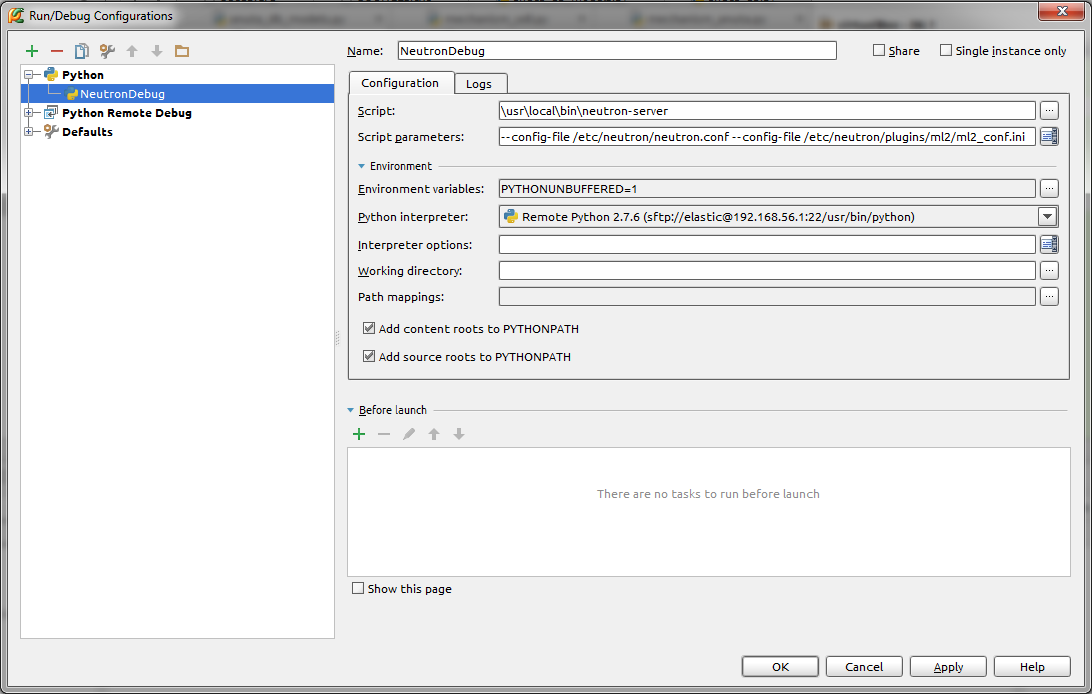 Run/Debug Configurations
Name: NeutronDebug
Share
Single instance only
Python
NeutronDebug
Python Remote Debug
Defaults
Configuration
Logs
Script: \usr\local\bin\neutron-server
Script parameters: --config-file /etc/neutron/neutron.conf --config-file /etc/neutron/plugins/ml2/ml2_conf.ini
Environment
Environment variables: PYTHONUNBUFFERED=1
Python interpreter: Remote Python 2.7.6 (sftp://elastic@192.168.56.1:22/usr/bin/python)
Interpreter options:
Working directory:
Path mappings:
Add content roots to PYTHONPATH
Add source roots to PYTHONPATH
Before launch
There are no tasks to run before launch
Show this page
OK
Cancel
Apply
Help